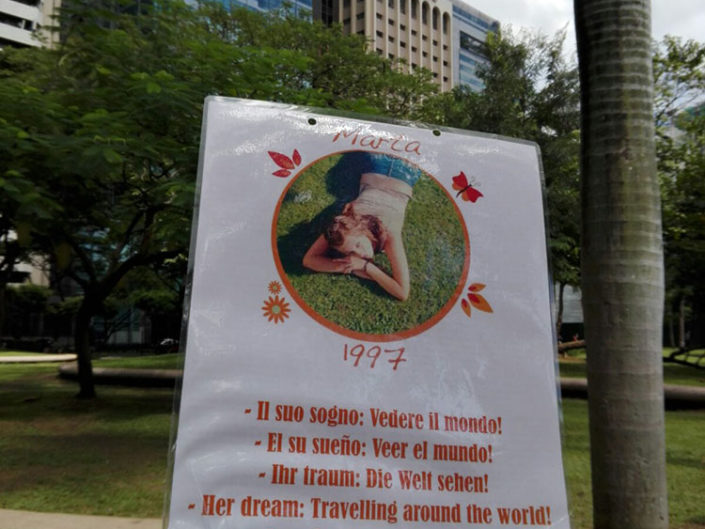 Marta
1997
- Il suo sogno: Vedere il mondo!
- El su sueño: Veer el mundo!
- Ihr traum: Die Welt sehen!
- Her dream: Travelling around the world!